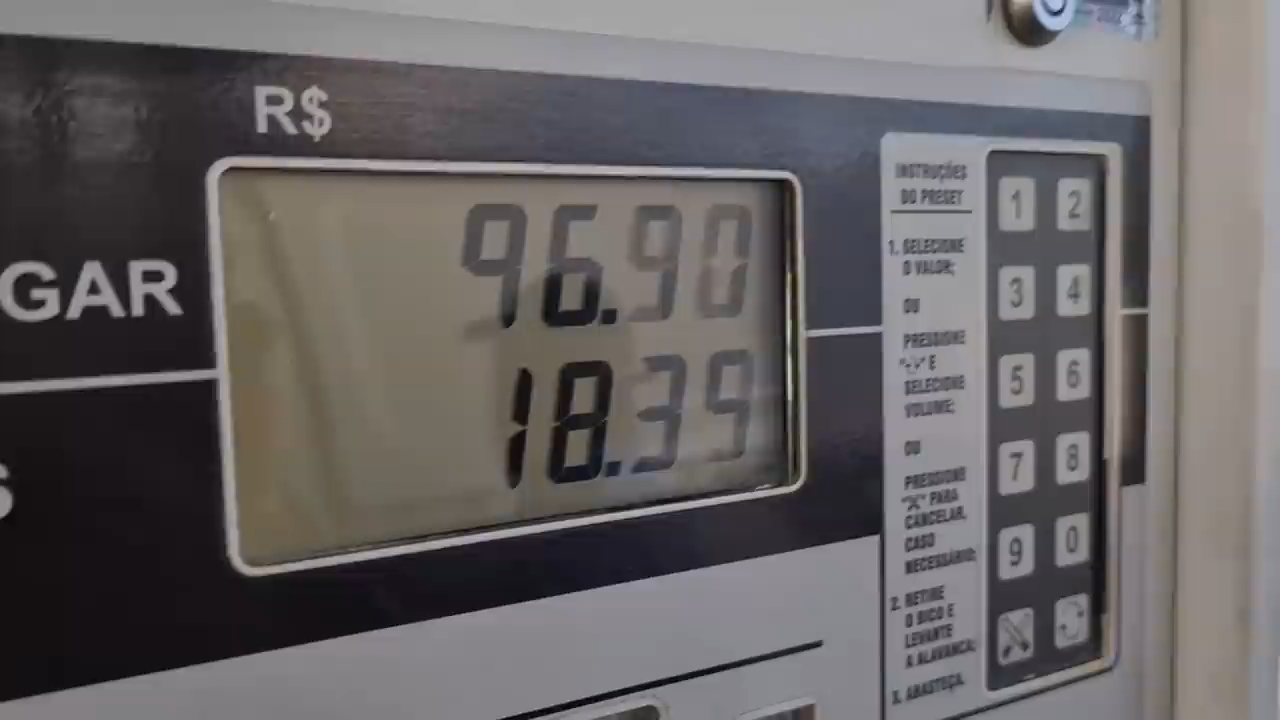 R$
GAR
96.90
18.39
S
INSTRUÇÕES
DO PRESET
1. SELECIONE
O VALOR;
OU
PRESSIONE
E
SELECIONE
VOLUME;
OU
PRESSIONE
"X" PARA
CANCELAR,
CASO
NECESSÁRIO;
2. RETIRE
O BICO E
LEVANTE
A ALAVANCA;
3. ABASTEÇA.
1 2
3 4
5 6
7 8
9 0